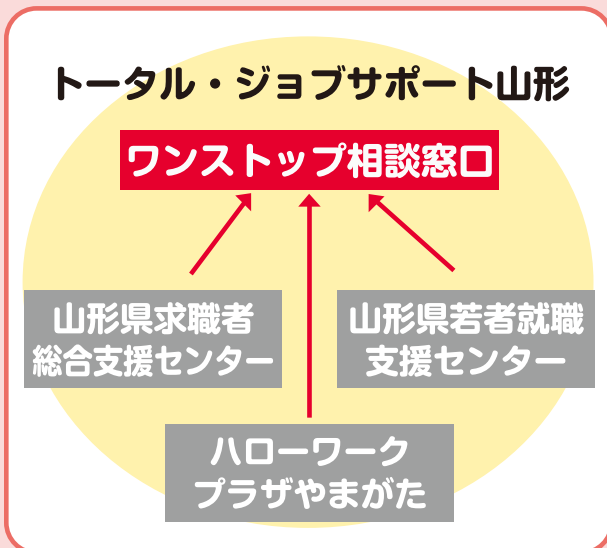 トータル・ジョブサポート山形
ワンストップ相談窓口
山形県求職者
総合支援センター
山形県若者就職
支援センター
ハローワーク
プラザやまがた